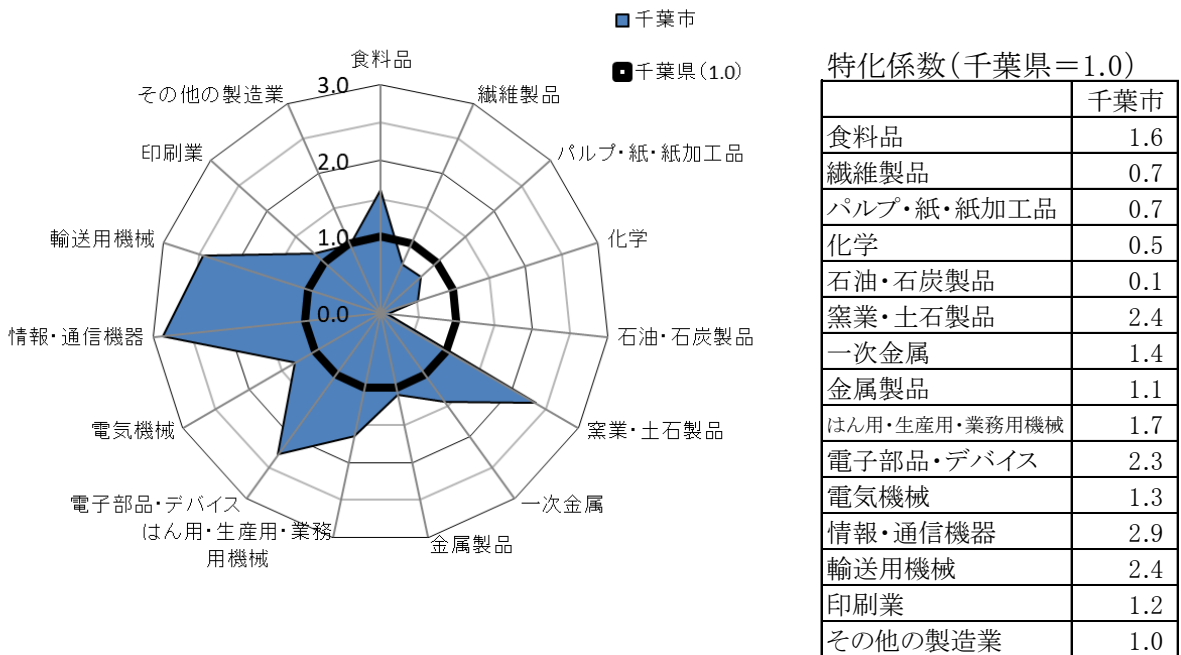 千葉市
千葉県(1.0)
食料品
繊維製品
パルプ・紙・紙加工品
化学
石油・石炭製品
窯業・土石製品
一次金属
金属製品
はん用・生産用・業務
用機械
電子部品・デバイス
電気機械
情報・通信機器
輸送用機械
印刷業
その他の製造業
3.0
2.0
1.0
0.0
特化係数(千葉県=1.0)
千葉市
食料品 1.6
繊維製品 0.7
パルプ・紙・紙加工品 0.7
化学 0.5
石油・石炭製品 0.1
窯業・土石製品 2.4
一次金属 1.4
金属製品 1.1
はん用・生産用・業務用機械 1.7
電子部品・デバイス 2.3
電気機械 1.3
情報・通信機器 2.9
輸送用機械 2.4
印刷業 1.2
その他の製造業 1.0